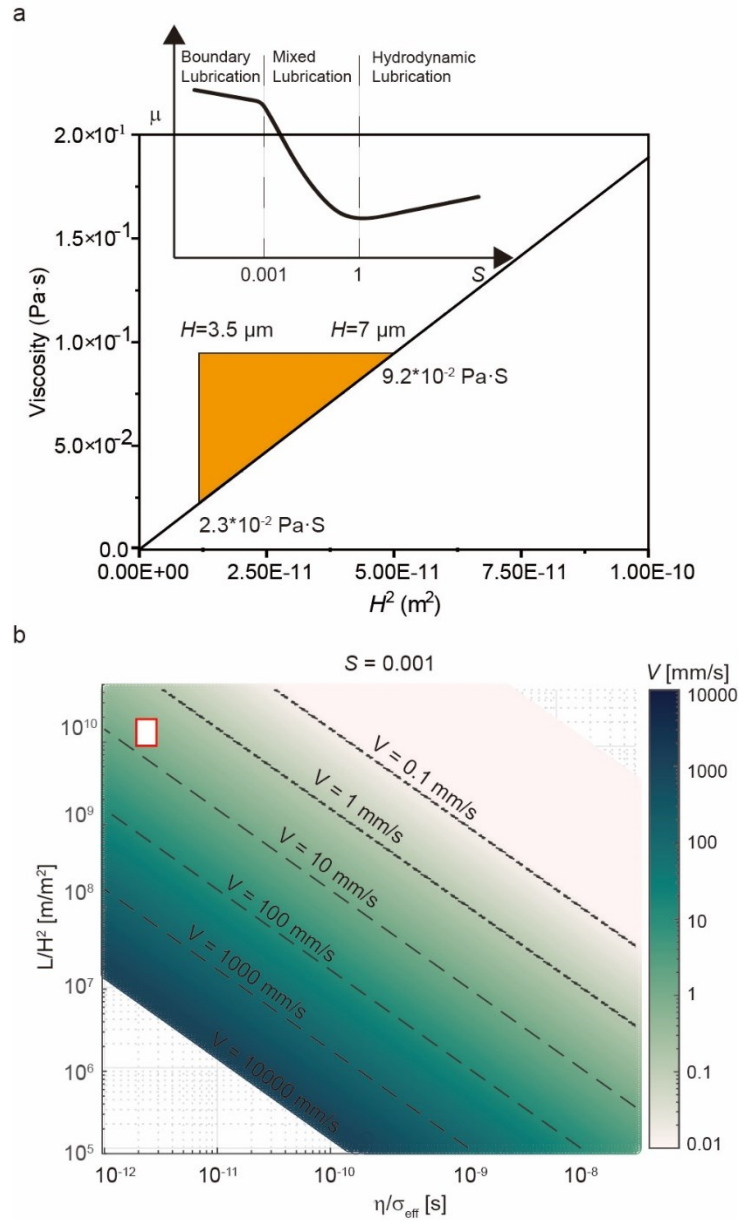 a
Boundary Lubrication
Mixed Lubrication
Hydrodynamic Lubrication
μ
0.001
1
S
Viscosity (Pa·s)
2.0×10⁻¹
1.5×10⁻¹
1.0×10⁻¹
5.0×10⁻²
0.0
H=3.5 μm
H=7 μm
9.2*10⁻² Pa·S
2.3*10⁻² Pa·S
0.00E+00
2.50E-11
5.00E-11
7.50E-11
1.00E-10
H² (m²)
b
S = 0.001
V [mm/s]
L/H² [m/m²]
10¹⁰
10⁹
10⁸
10⁷
10⁶
10⁵
V = 0.1 mm/s
V = 1 mm/s
V = 10 mm/s
V = 100 mm/s
V = 1000 mm/s
V = 10000 mm/s
10000
1000
100
10
1
0.1
0.01
10⁻¹²
10⁻¹¹
10⁻¹⁰
10⁻⁹
10⁻⁸
η/σeff [s]